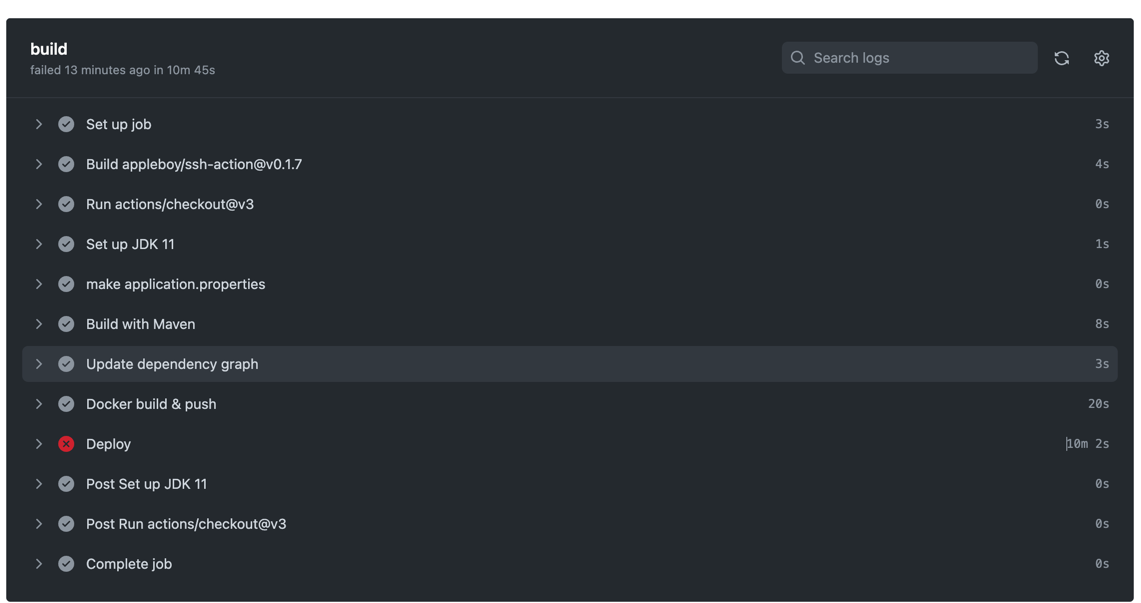 build
failed 13 minutes ago in 10m 45s
Search logs
Set up job 3s
Build appleboy/ssh-action@v0.1.7 4s
Run actions/checkout@v3 0s
Set up JDK 11 1s
make application.properties 0s
Build with Maven 8s
Update dependency graph 3s
Docker build & push 20s
Deploy 10m 2s
Post Set up JDK 11 0s
Post Run actions/checkout@v3 0s
Complete job 0s